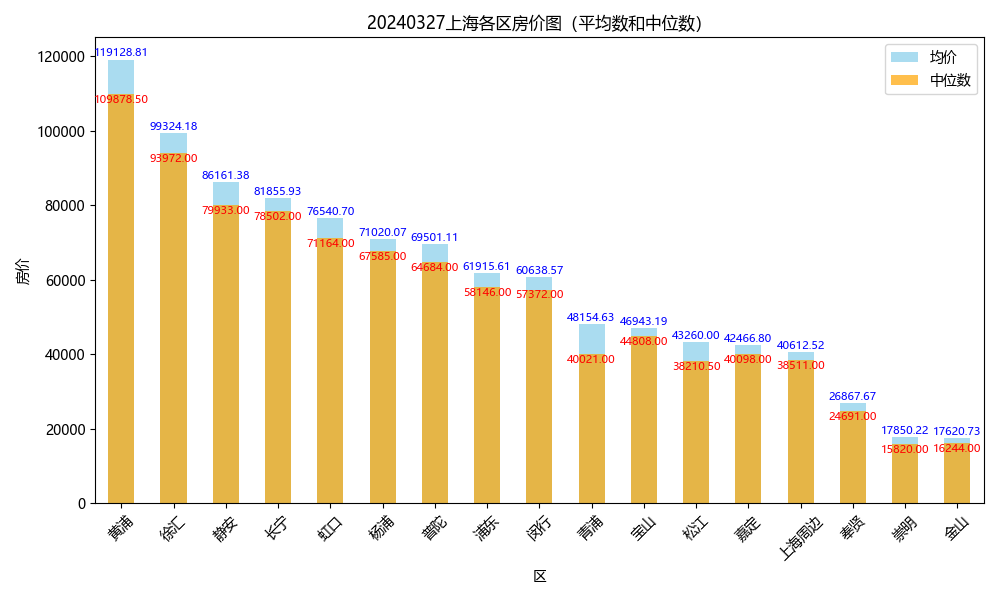 20240327上海各区房价图（平均数和中位数）
均价
中位数
房价
120000
100000
80000
60000
40000
20000
0
119128.81
109878.50
99324.18
93972.00
86161.38
79933.00
81855.93
78502.00
76540.70
71164.00
71020.07
67585.00
69501.11
64684.00
61915.61
58146.00
60638.57
57372.00
48154.63
40021.00
46943.19
44808.00
43260.00
38210.50
42466.80
40098.00
40612.52
38511.00
26867.67
24691.00
17850.22
15820.00
17620.73
16244.00
黄浦
徐汇
静安
长宁
虹口
杨浦
普陀
浦东
闵行
青浦
宝山
松江
嘉定
上海周边
奉贤
崇明
金山
区